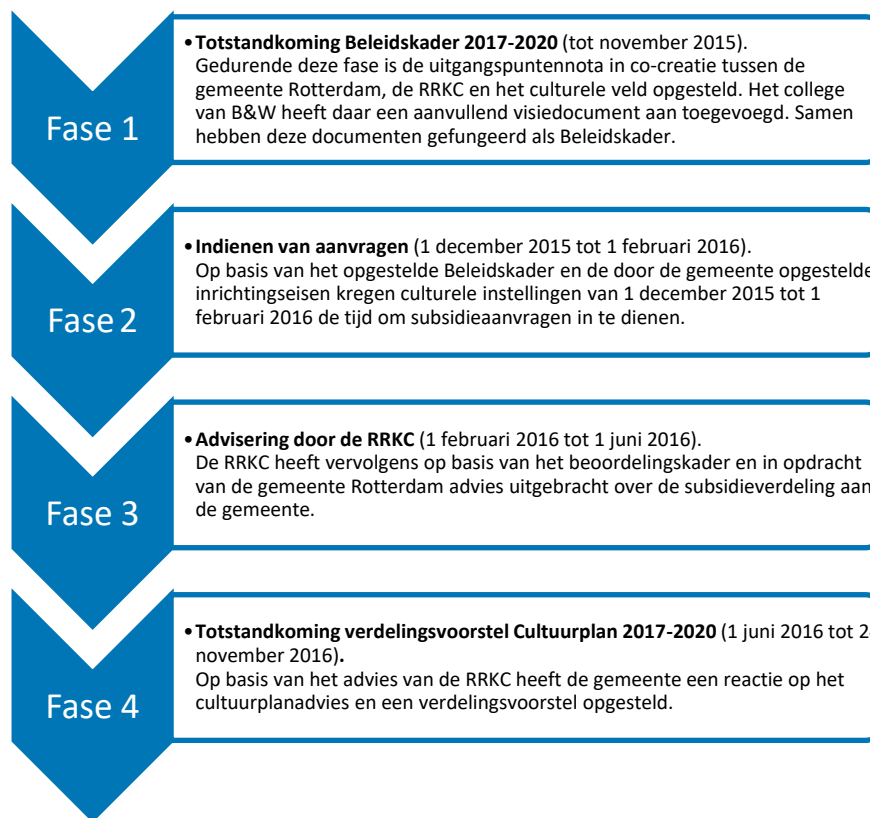 Fase 1
•Totstandkoming Beleidskader 2017-2020 (tot november 2015).
Gedurende deze fase is de uitgangspuntennota in co-creatie tussen de
gemeente Rotterdam, de RRKC en het culturele veld opgesteld. Het college
van B&W heeft daar een aanvullend visiedocument aan toegevoegd. Samen
hebben deze documenten gefungeerd als Beleidskader.
Fase 2
•Indienen van aanvragen (1 december 2015 tot 1 februari 2016).
Op basis van het opgestelde Beleidskader en de door de gemeente opgestelde
inrichtingseisen kregen culturele instellingen van 1 december 2015 tot 1
februari 2016 de tijd om subsidieaanvragen in te dienen.
Fase 3
•Advisering door de RRKC (1 februari 2016 tot 1 juni 2016).
De RRKC heeft vervolgens op basis van het beoordelingskader en in opdracht
van de gemeente Rotterdam advies uitgebracht over de subsidieverdeling aan
de gemeente.
Fase 4
•Totstandkoming verdelingsvoorstel Cultuurplan 2017-2020 (1 juni 2016 tot
november 2016).
Op basis van het advies van de RRKC heeft de gemeente een reactie op het
cultuurplanadvies en een verdelingsvoorstel opgesteld.